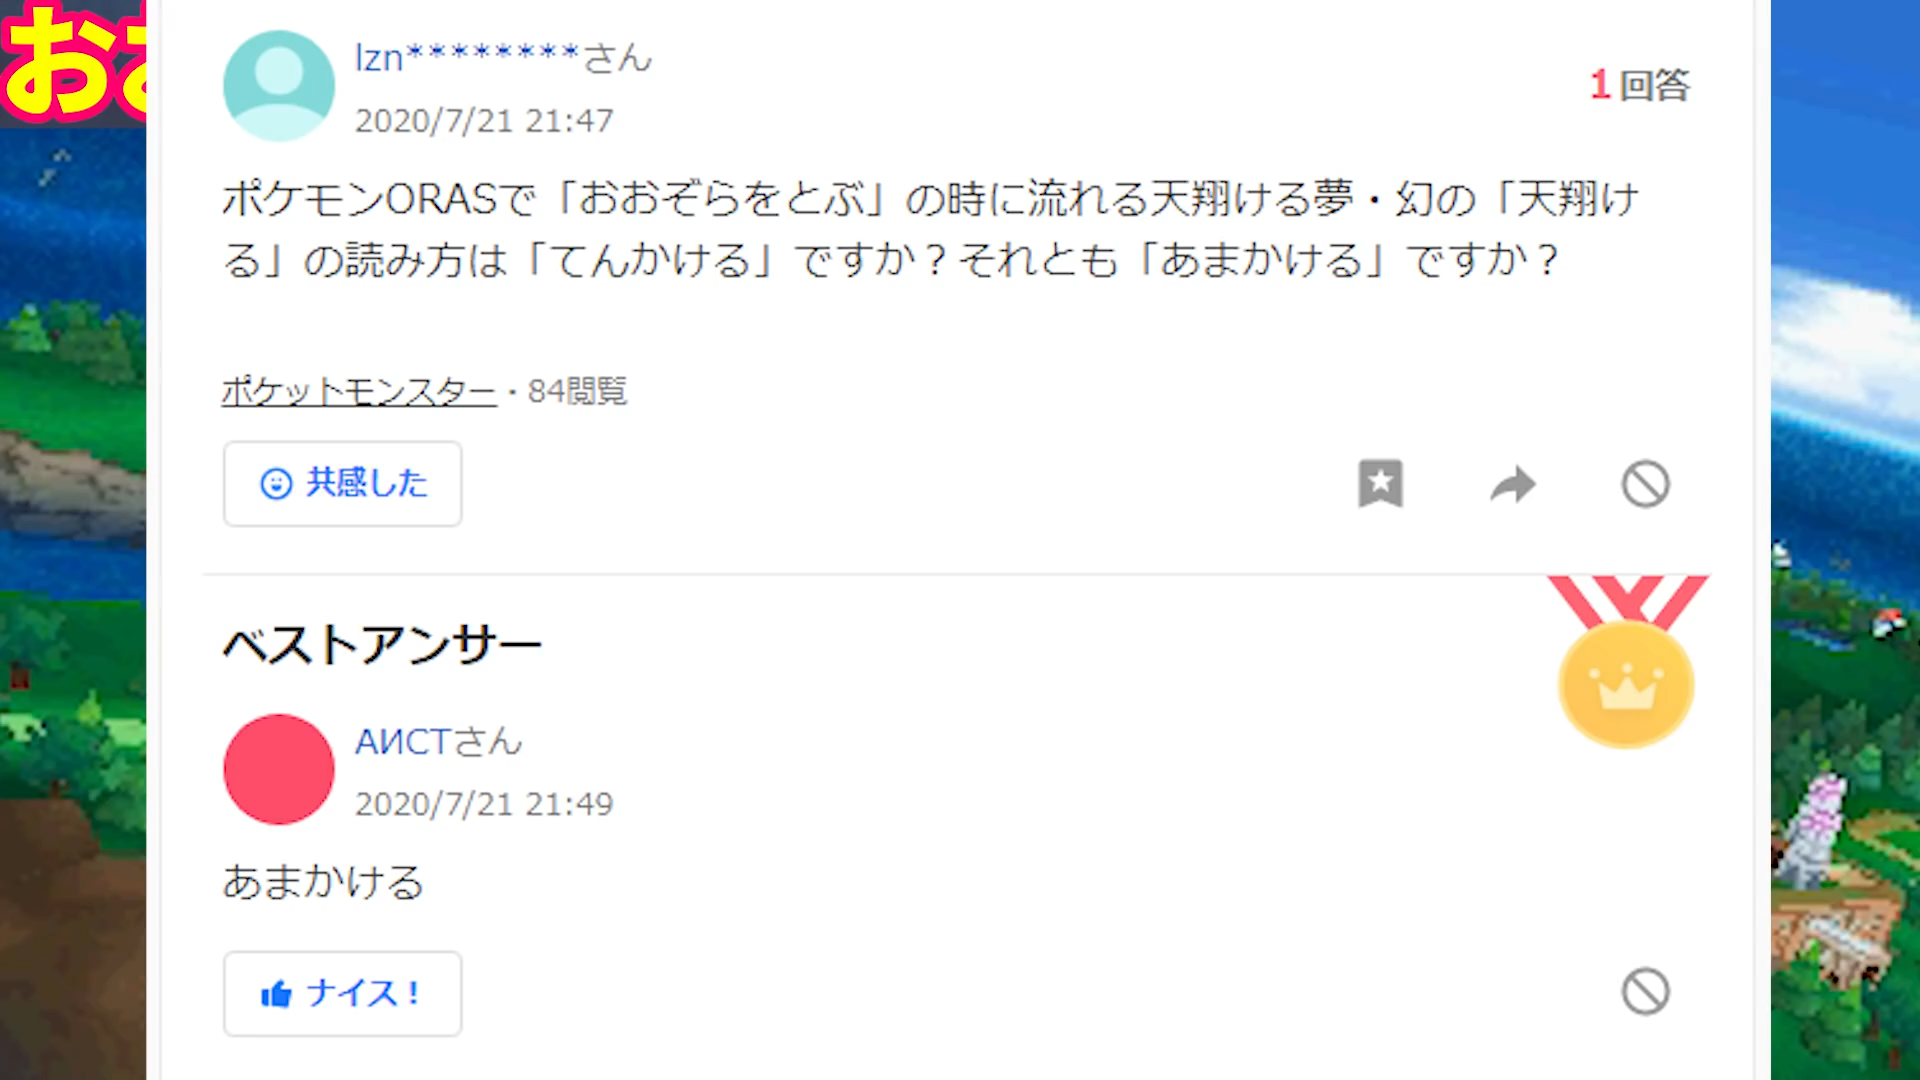 お
lzn********さん
1回答
2020/7/21 21:47
ポケモンORASで「おおぞらをとぶ」の時に流れる天翔ける夢・幻の「天翔け
る」の読み方は「てんかける」ですか？それとも「あまかける」ですか？
ポケットモンスター・84閲覧
共感した
ベストアンサー
АИСТさん
2020/7/21 21:49
あまかける
ナイス！